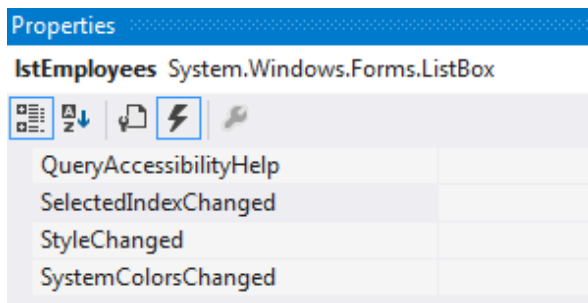 Properties
lstEmployees System.Windows.Forms.ListBox
QueryAccessibilityHelp
SelectedIndexChanged
StyleChanged
SystemColorsChanged